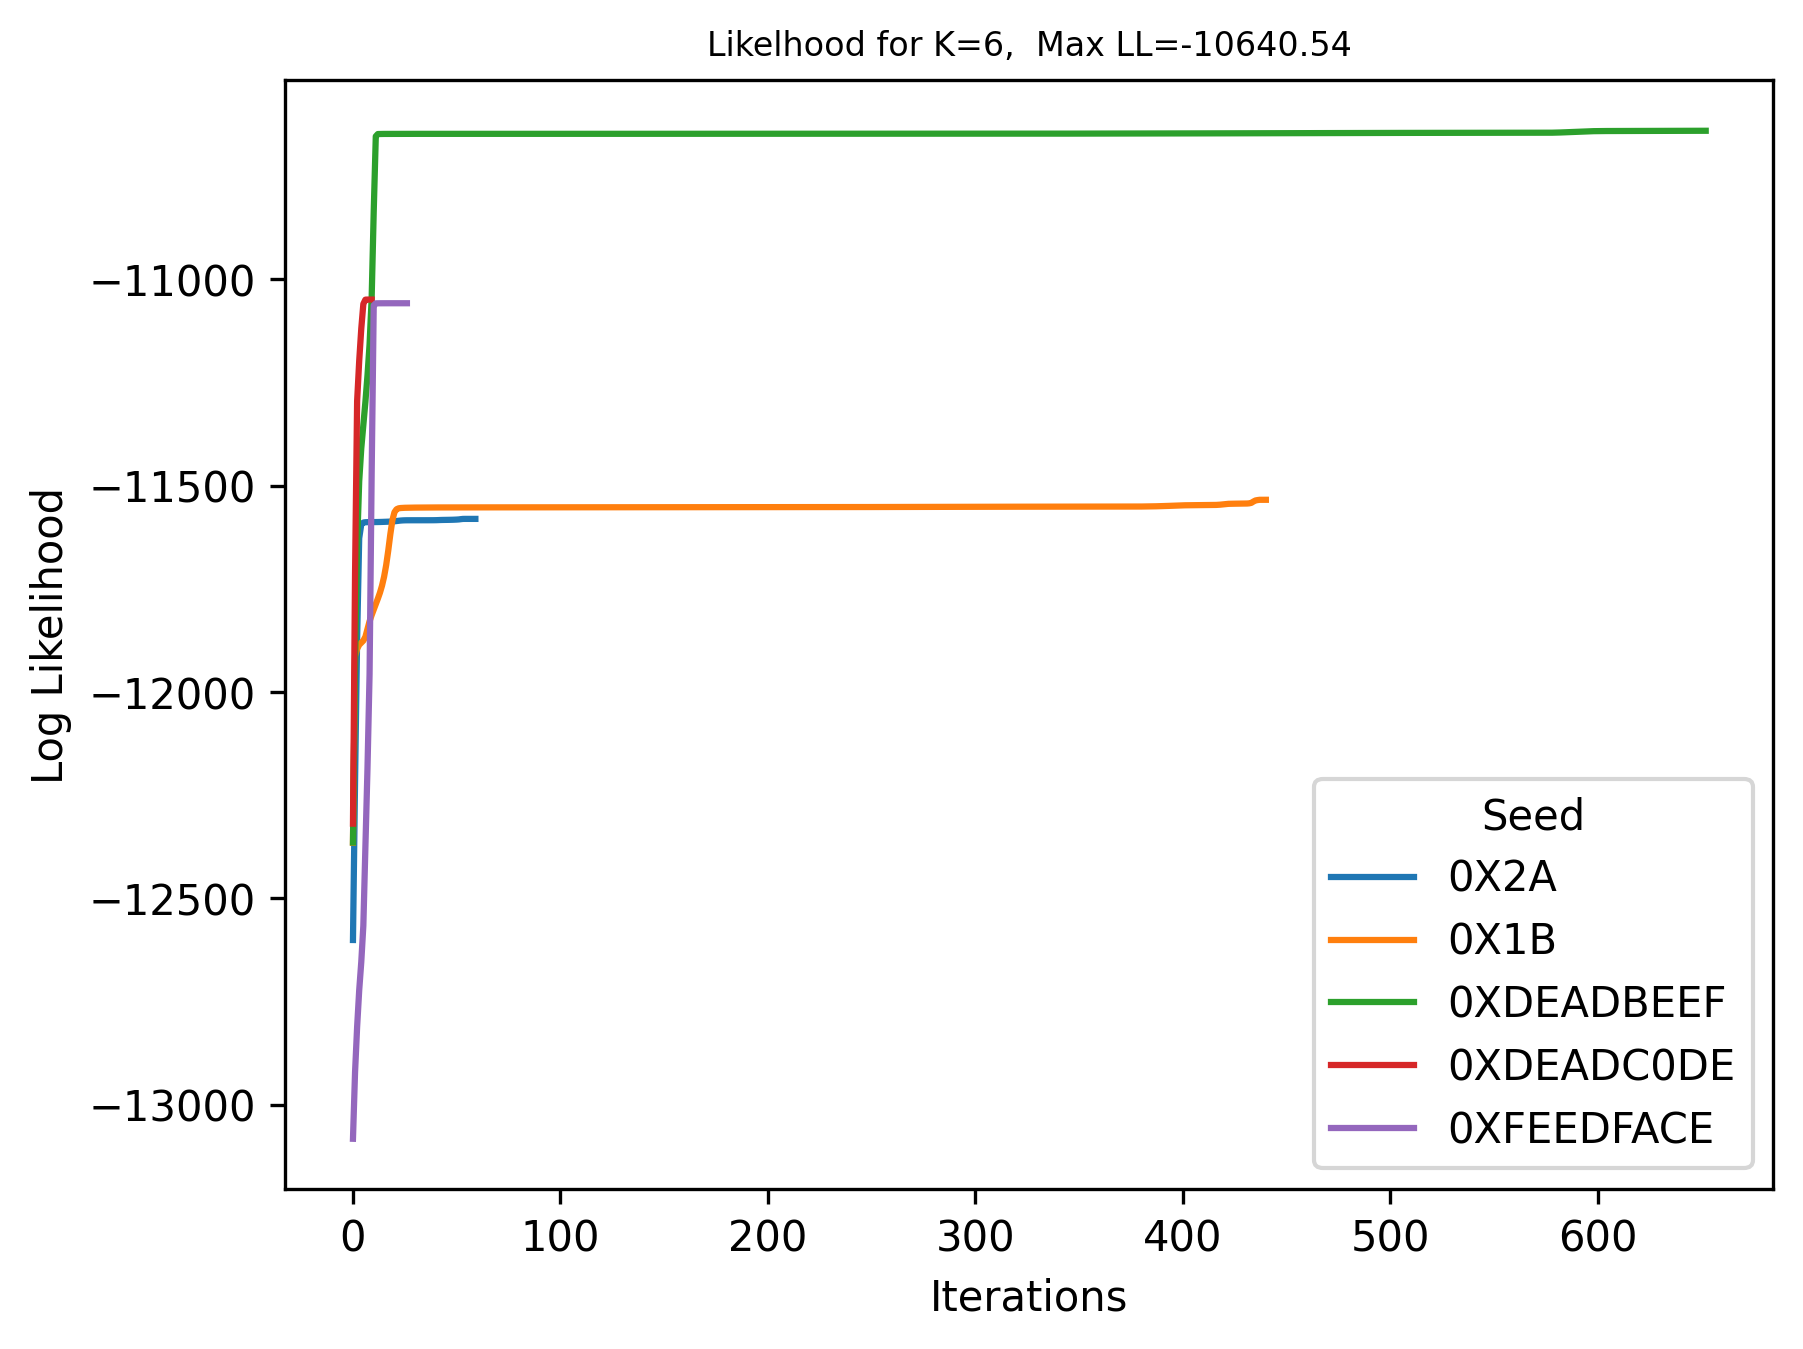 Likelhood for K=6,  Max LL=-10640.54
Log Likelihood
−11000
−11500
−12000
−12500
−13000
0 100 200 300 400 500 600
Iterations
Seed
0X2A
0X1B
0XDEADBEEF
0XDEADC0DE
0XFEEDFACE